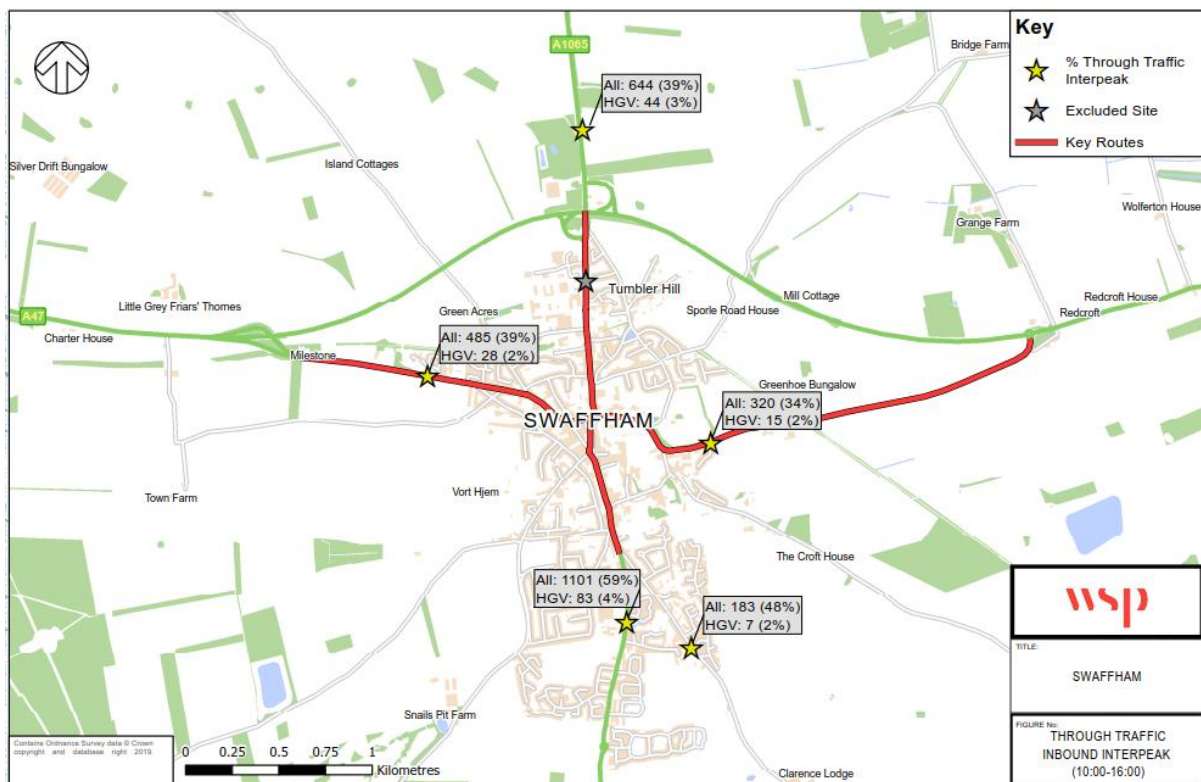 A1065
All: 644 (39%)
HGV: 44 (3%)
Bridge Farm
Key
% Through Traffic
Interpeak
Excluded Site
Key Routes
Silver Drift Bungalow
Island Cottages
Wolferton House
Grange Farm
Tumbler Hill
Mill Cottage
Redcroft House
Redcroft
Little Grey Friars' Thornes
Green Acres
Sporle Road House
A47
Charter House
Milestone
All: 485 (39%)
HGV: 28 (2%)
Greenhoe Bungalow
All: 320 (34%)
HGV: 15 (2%)
SWAFFHAM
Town Farm
Vort Hjem
The Croft House
All: 1101 (59%)
HGV: 83 (4%)
All: 183 (48%)
HGV: 7 (2%)
wsp
TITLE:
SWAFFHAM
Snails Pit Farm
FIGURE No:
THROUGH TRAFFIC
INBOUND INTERPEAK
(10:00-16:00)
Contains Ordnance Survey data © Crown
copyright and database right 2019.
0 0.25 0.5 0.75 1
Kilometres
Clarence Lodge